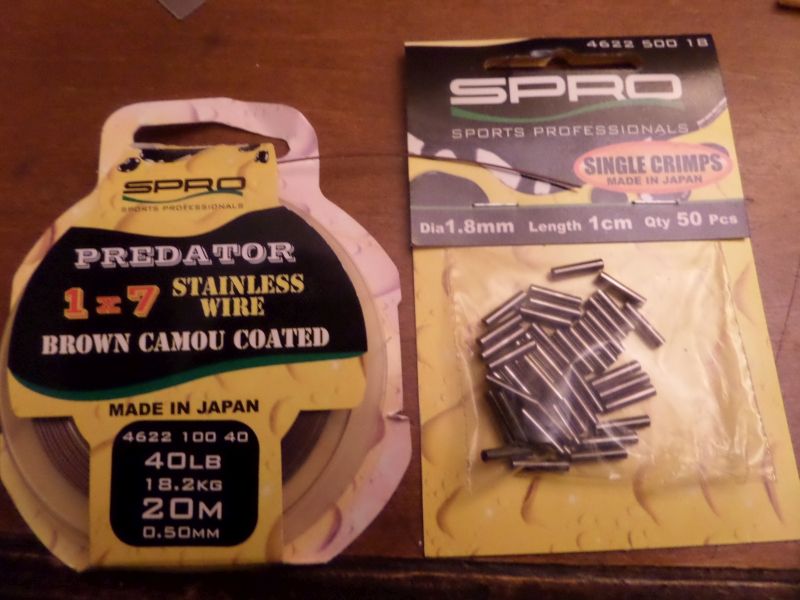 SPRO
SPORTS PROFESSIONALS
PREDATOR
1x7 STAINLESS WIRE
BROWN CAMOU COATED
MADE IN JAPAN
4622 100 40
40LB
18.2KG
20M
0.50MM
4622 500 18
SPRO
SPORTS PROFESSIONALS
SINGLE CRIMPS
MADE IN JAPAN
Dia 1.8mm Length 1cm Qty 50 Pcs